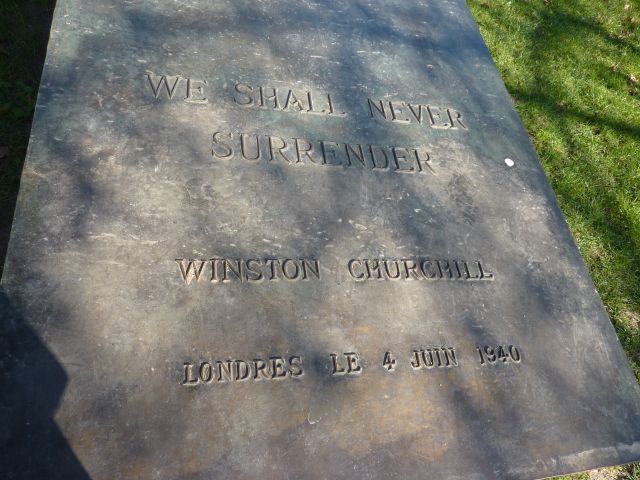 WE SHALL NEVER
SURRENDER
WINSTON CHURCHILL
LONDRES LE 4 JUIN 1940